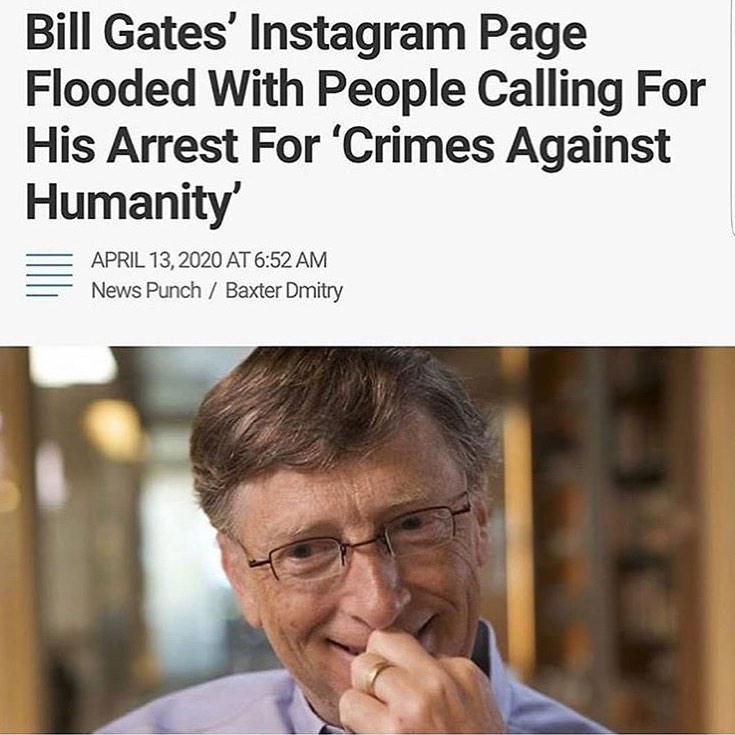 Bill Gates’ Instagram Page
Flooded With People Calling For
His Arrest For ‘Crimes Against
Humanity’
APRIL 13, 2020 AT 6:52 AM
News Punch / Baxter Dmitry